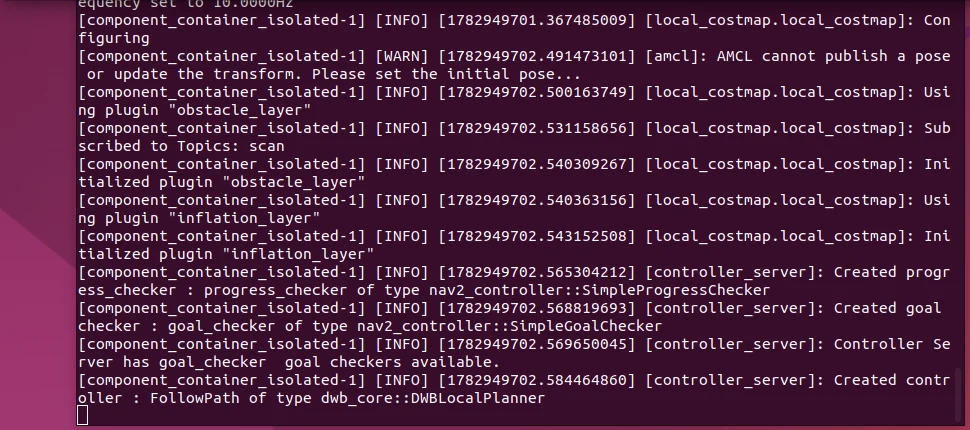 equency set to 10.0000Hz
[component_container_isolated-1] [INFO] [1782949701.367485009] [local_costmap.local_costmap]: Con
figuring
[component_container_isolated-1] [WARN] [1782949702.491473101] [amcl]: AMCL cannot publish a pose
 or update the transform. Please set the initial pose...
[component_container_isolated-1] [INFO] [1782949702.500163749] [local_costmap.local_costmap]: Usi
ng plugin "obstacle_layer"
[component_container_isolated-1] [INFO] [1782949702.531158656] [local_costmap.local_costmap]: Sub
scribed to Topics: scan
[component_container_isolated-1] [INFO] [1782949702.540309267] [local_costmap.local_costmap]: Ini
tialized plugin "obstacle_layer"
[component_container_isolated-1] [INFO] [1782949702.540363156] [local_costmap.local_costmap]: Usi
ng plugin "inflation_layer"
[component_container_isolated-1] [INFO] [1782949702.543152508] [local_costmap.local_costmap]: Ini
tialized plugin "inflation_layer"
[component_container_isolated-1] [INFO] [1782949702.565304212] [controller_server]: Created progr
ess_checker : progress_checker of type nav2_controller::SimpleProgressChecker
[component_container_isolated-1] [INFO] [1782949702.568819693] [controller_server]: Created goal
checker : goal_checker of type nav2_controller::SimpleGoalChecker
[component_container_isolated-1] [INFO] [1782949702.569650045] [controller_server]: Controller Se
rver has goal_checker  goal checkers available.
[component_container_isolated-1] [INFO] [1782949702.584464860] [controller_server]: Created contr
oller : FollowPath of type dwb_core::DWBLocalPlanner